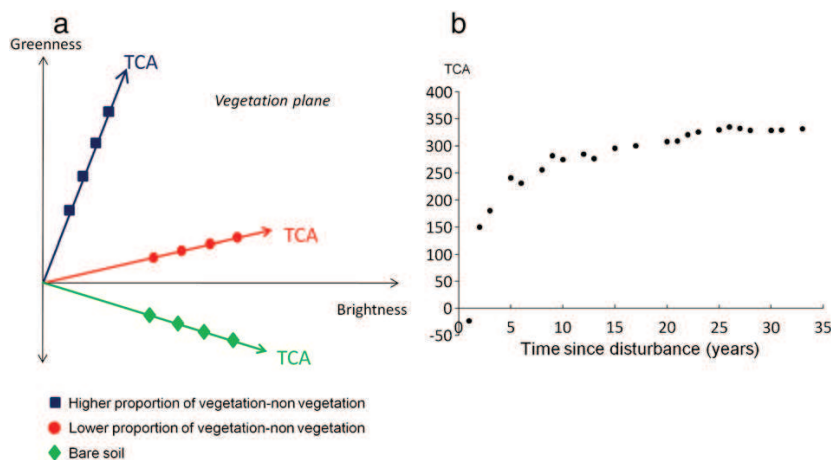 a
Greenness
TCA
Vegetation plane
TCA
Brightness
TCA
Higher proportion of vegetation-non vegetation
Lower proportion of vegetation-non vegetation
Bare soil
b
TCA
400
350
300
250
200
150
100
50
0
-50
0 5 10 15 20 25 30 35
Time since disturbance (years)